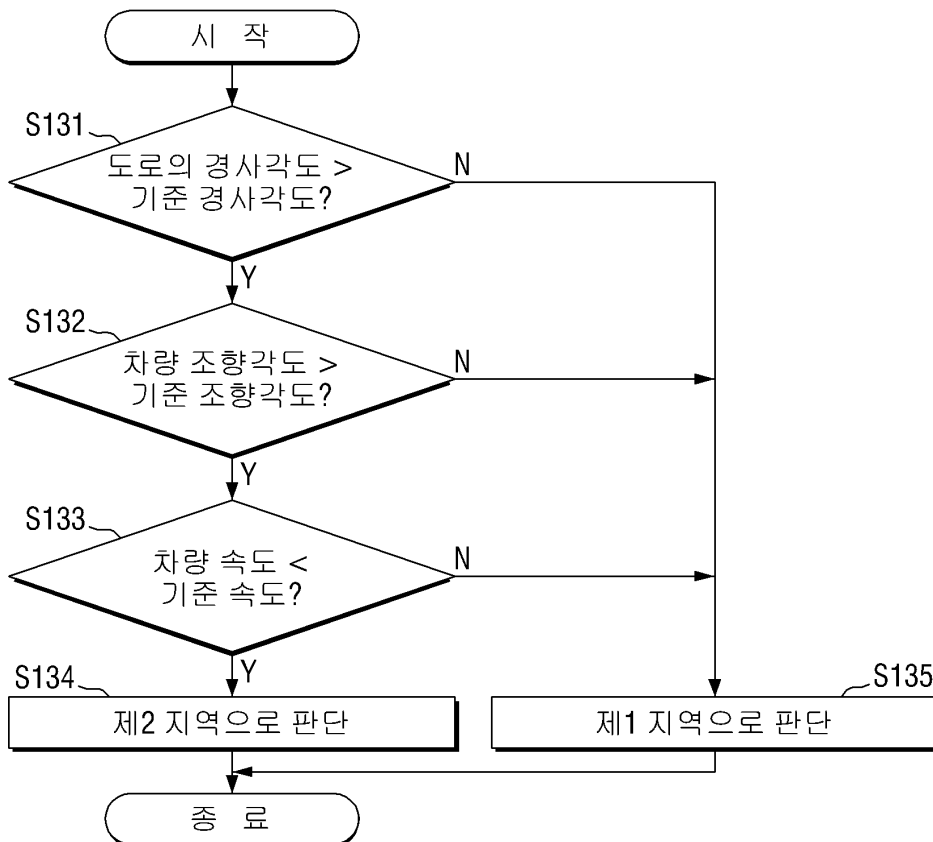 시 작
S131
도로의 경사각도 >
기준 경사각도?
N
Y
S132
차량 조향각도 >
기준 조향각도?
N
Y
S133
차량 속도 <
기준 속도?
N
Y
S134
제2 지역으로 판단
S135
제1 지역으로 판단
종 료